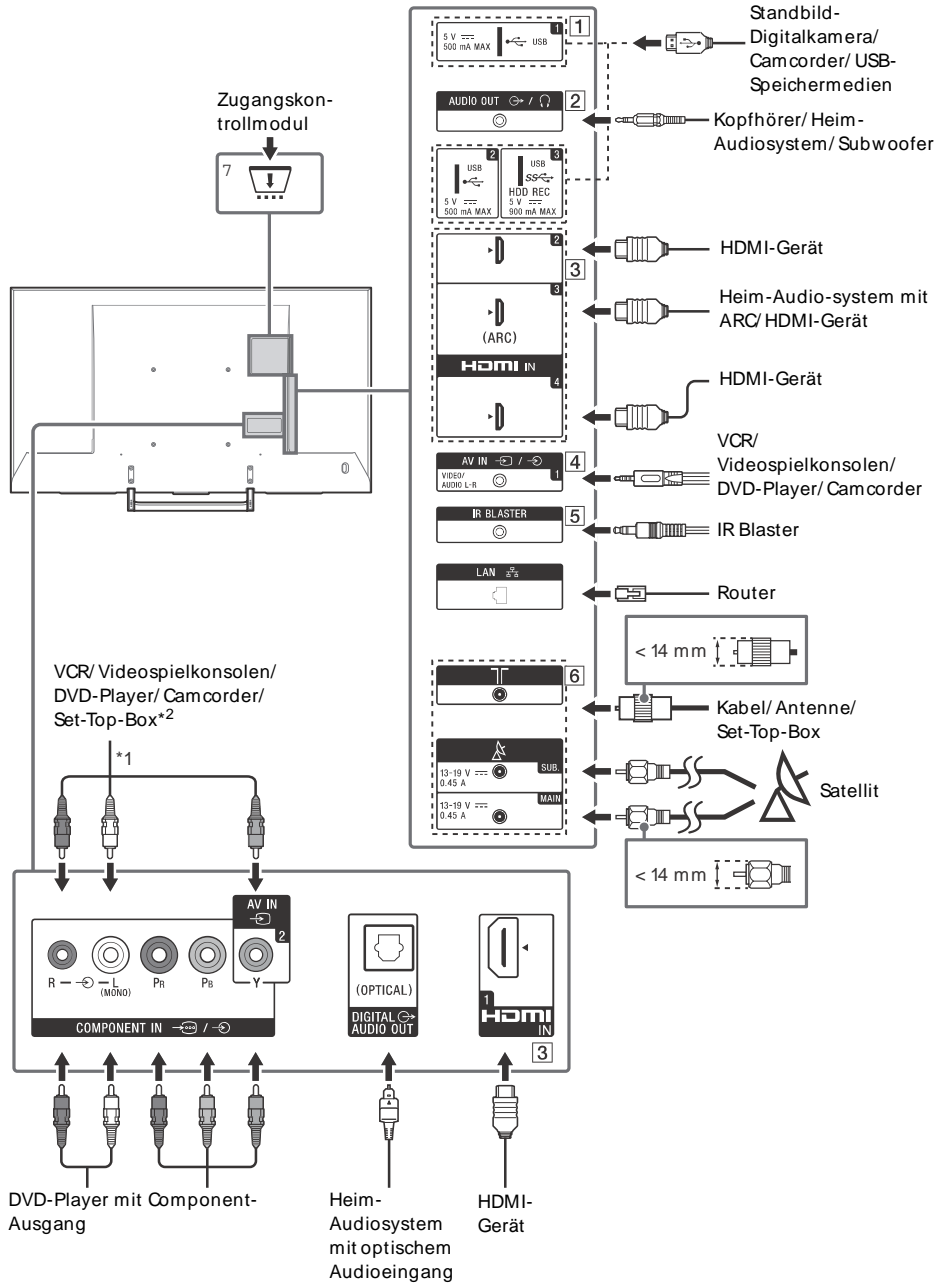 Standbild-
Digitalkamera/
Camcorder/ USB-
Speichermedien
1
5 V
500 mA MAX
USB
1
AUDIO OUT /
2
Kopfhörer/ Heim-
Audiosystem/ Subwoofer
Zugangskon-
trollmodul
7
2
USB
5 V
500 mA MAX
3
USB
SS
HDD REC
5 V
900 mA MAX
2
HDMI-Gerät
3
3
(ARC)
Heim-Audio-system mit
ARC/ HDMI-Gerät
HDMI IN
4
HDMI-Gerät
AV IN /
VIDEO/
AUDIO L-R
1
4
VCR/
Videospielkonsolen/
DVD-Player/ Camcorder
IR BLASTER
5
IR Blaster
LAN
Router
< 14 mm
6
Kabel/ Antenne/
Set-Top-Box
13-19 V
0.45 A
SUB.
13-19 V
0.45 A
MAIN
Satellit
< 14 mm
VCR/ Videospielkonsolen/
DVD-Player/ Camcorder/
Set-Top-Box*2
*1
AV IN
2
R L
(MONO)
PR
PB
Y
COMPONENT IN /
(OPTICAL)
DIGITAL
AUDIO OUT
1
HDMI
IN
3
DVD-Player mit Component-
Ausgang
Heim-
Audiosystem
mit optischem
Audioeingang
HDMI-
Gerät